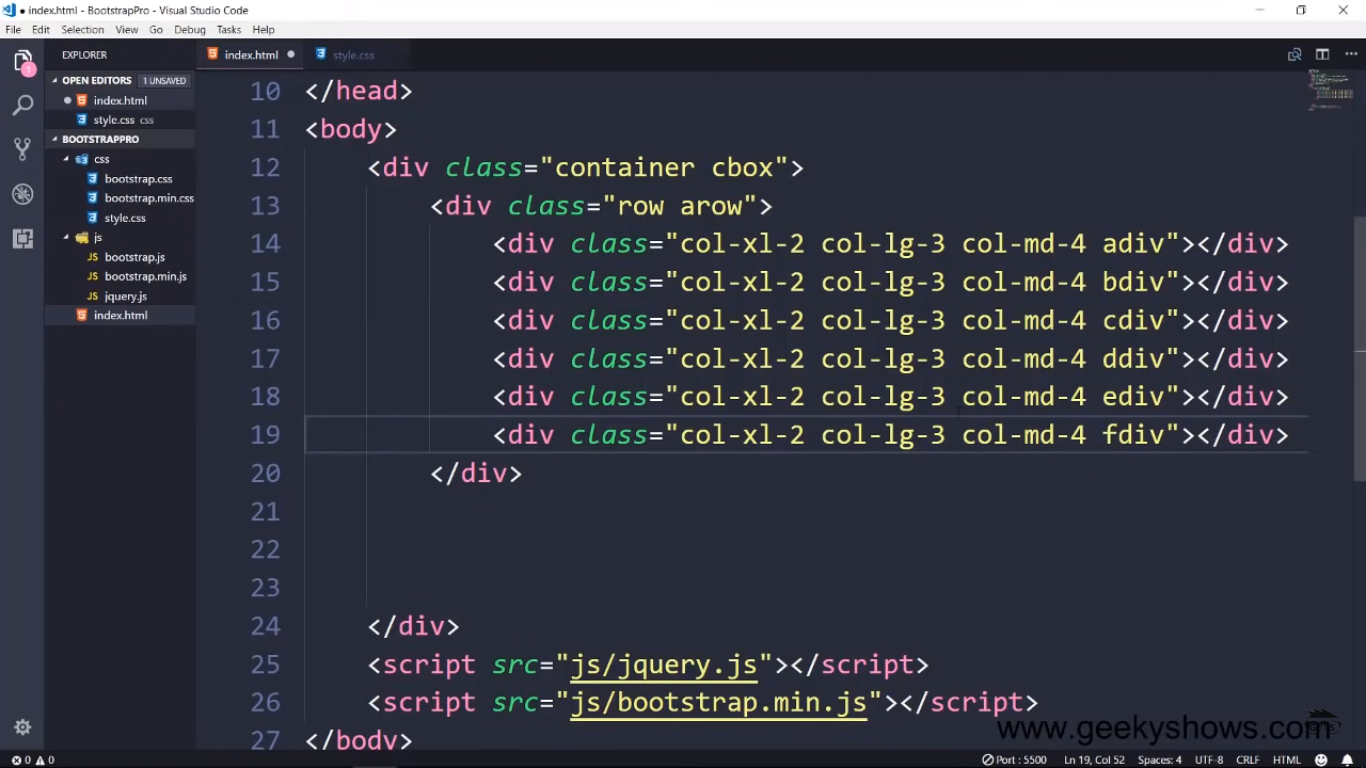 index.html - BootstrapPro - Visual Studio Code
File Edit Selection View Go Debug Tasks Help
EXPLORER
OPEN EDITORS 1 UNSAVED
index.html
style.css css
BOOTSTRAPPRO
css
bootstrap.css
bootstrap.min.css
style.css
js
JS bootstrap.js
JS bootstrap.min.js
JS jquery.js
index.html
1
index.html style.css
10 </head>
11 <body>
12 <div class="container cbox">
13 <div class="row arow">
14 <div class="col-xl-2 col-lg-3 col-md-4 adiv"></div>
15 <div class="col-xl-2 col-lg-3 col-md-4 bdiv"></div>
16 <div class="col-xl-2 col-lg-3 col-md-4 cdiv"></div>
17 <div class="col-xl-2 col-lg-3 col-md-4 ddiv"></div>
18 <div class="col-xl-2 col-lg-3 col-md-4 ediv"></div>
19 <div class="col-xl-2 col-lg-3 col-md-4 fdiv"></div>
20 </div>
21
22
23
24 </div>
25 <script src="js/jquery.js"></script>
26 <script src="js/bootstrap.min.js"></script>
27 </body>
www.geekyshows.com
0 0 Port : 5500 Ln 19, Col 52 Spaces: 4 UTF-8 CRLF HTML